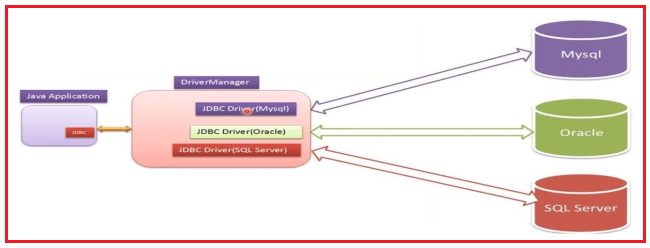 DriverManager
Java Application
JDBC
JDBC Driver(Mysql)
JDBC Driver(Oracle)
JDBC Driver(SQL Server)
Mysql
Oracle
SQL Server